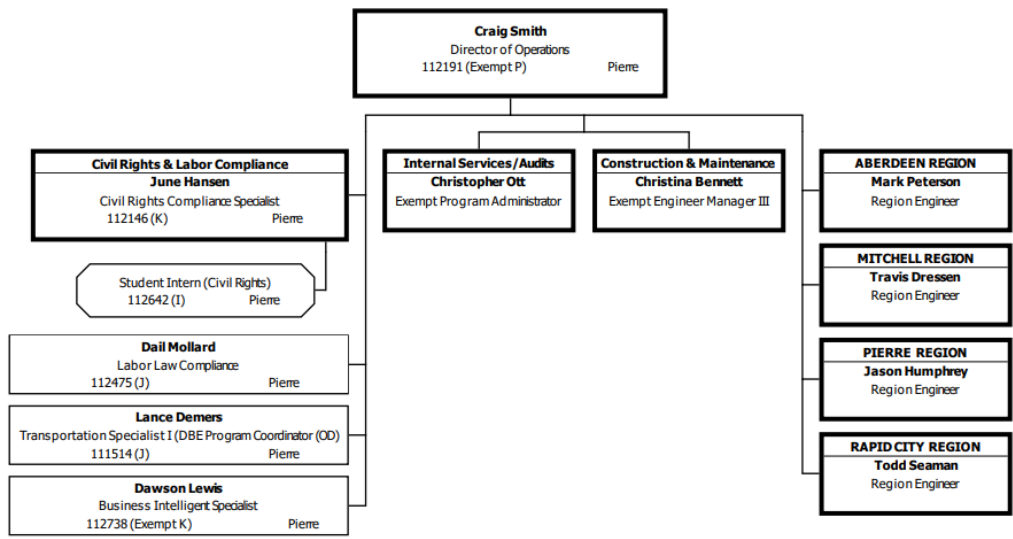 Craig Smith
Director of Operations
112191 (Exempt P) Pierre
Civil Rights & Labor Compliance
June Hansen
Civil Rights Compliance Specialist
112146 (K) Pierre
Student Intern (Civil Rights)
112642 (I) Pierre
Dail Mollard
Labor Law Compliance
112475 (J) Pierre
Lance Demers
Transportation Specialist I (DBE Program Coordinator (OD)
111514 (J) Pierre
Dawson Lewis
Business Intelligent Specialist
112738 (Exempt K) Pierre
Internal Services/Audits
Christopher Ott
Exempt Program Administrator
Construction & Maintenance
Christina Bennett
Exempt Engineer Manager III
ABERDEEN REGION
Mark Peterson
Region Engineer
MITCHELL REGION
Travis Dressen
Region Engineer
PIERRE REGION
Jason Humphrey
Region Engineer
RAPID CITY REGION
Todd Seaman
Region Engineer